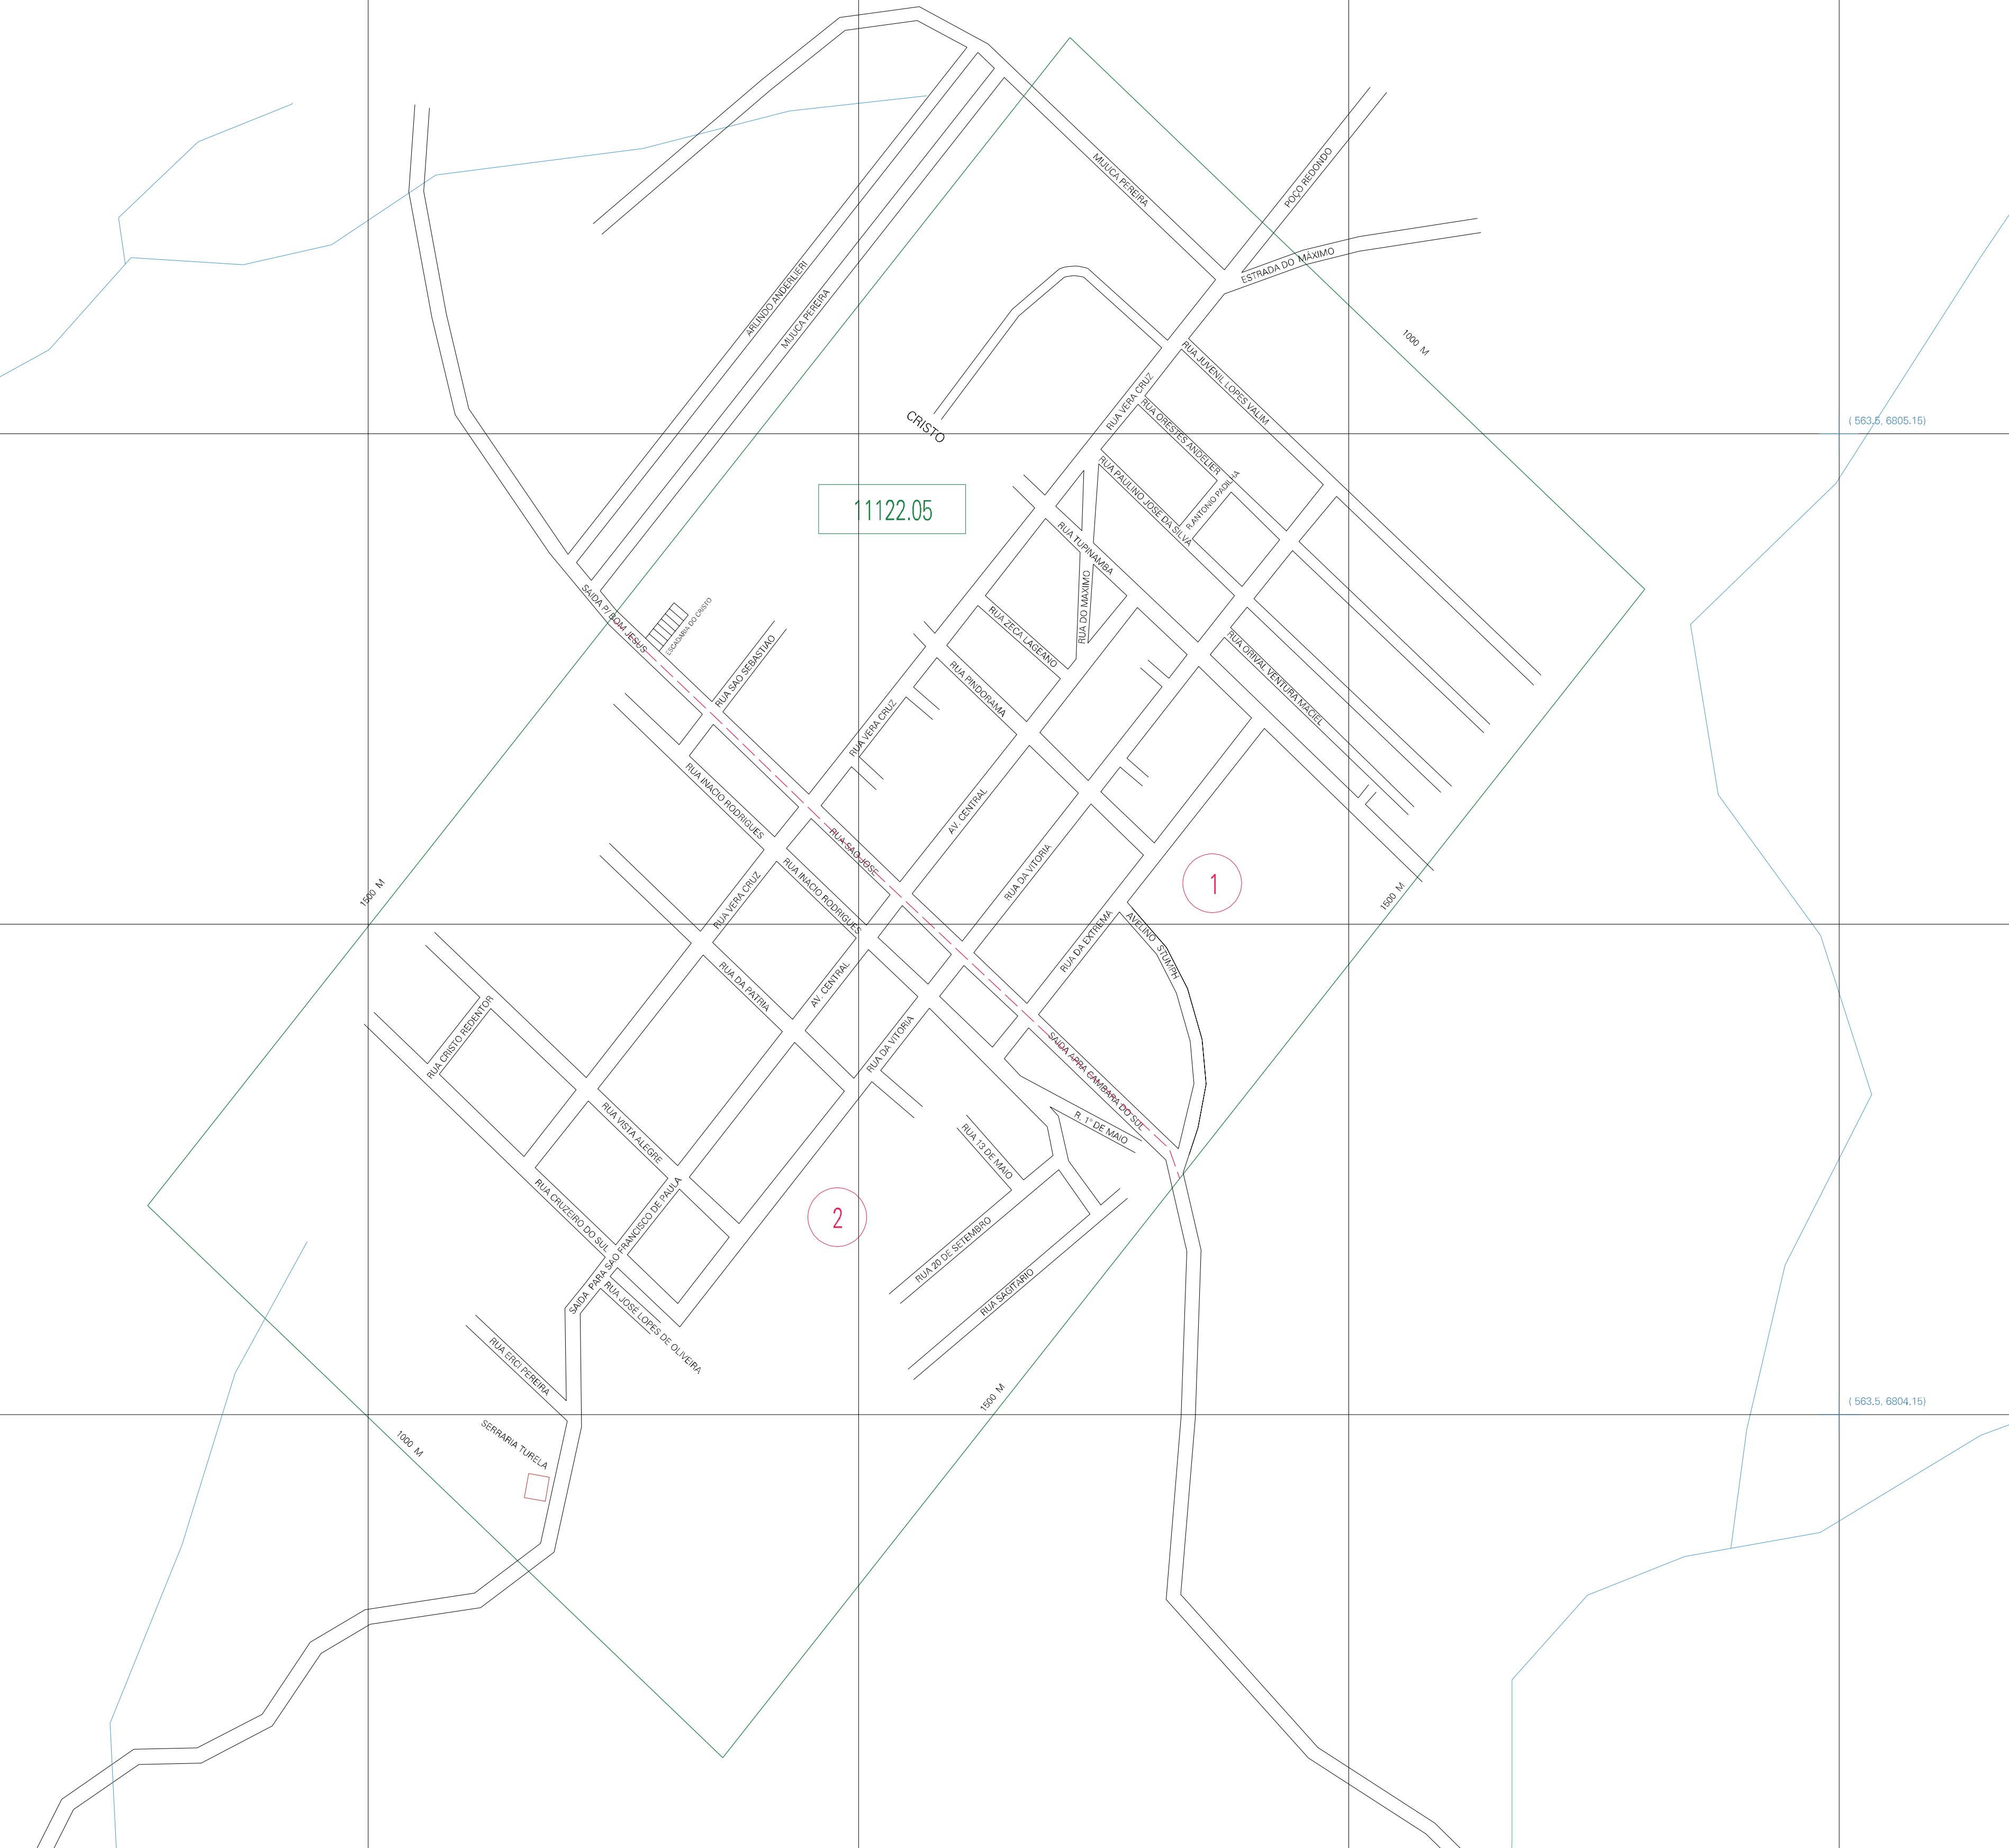 MIJUCA PEREIRA
POÇO REDONDO
ESTRADA DO MÁXIMO
ARLINDO ANDERLIERI
MIJUCA PEREIRA
1000 M
RUA JUVENIL LOPES VALIM
RUA VERA CRUZ
RUA ORESTES ANDELIER
CRISTO
( 563.5, 6805.15)
RUA PAULINO JOSE DA SILVA
R.ANTONIO PADILHA
11122.05
RUA TUPINAMBA
SAIDA P/ BOM JESUS
ESCADARIA DO CRISTO
RUA DO MAXIMO
RUA ZECA LAGEANO
RUA SAO SEBASTIAO
RUA ORIVAL VENTURA MACIEL
RUA PINDORAMA
RUA VERA CRUZ
RUA INACIO RODRIGUES
AV. CENTRAL
RUA SAO JOSE
RUA DA VITORIA
RUA INACIO RODRIGUES
1
1500 M
1500 M
RUA VERA CRUZ
RUA DA EXTREMA
AVELINO STUMPH
RUA DA PATRIA
AV. CENTRAL
RUA CRISTO REDENTOR
RUA DA VITORIA
SAIDA APRA CAMBARA DO SUL
RUA VISTA ALEGRE
R. 1º DE MAIO
RUA 13 DE MAIO
RUA CRUZEIRO DO SUL
SAIDA PARA SAO FRANCISCO DE PAULA
2
RUA 20 DE SETEMBRO
RUA SAGITARIO
RUA JOSÉ LOPES DE OLIVEIRA
RUA ERCI PEREIRA
1500 M
( 563.5, 6804.15)
SERRARIA TURELA
1000 M